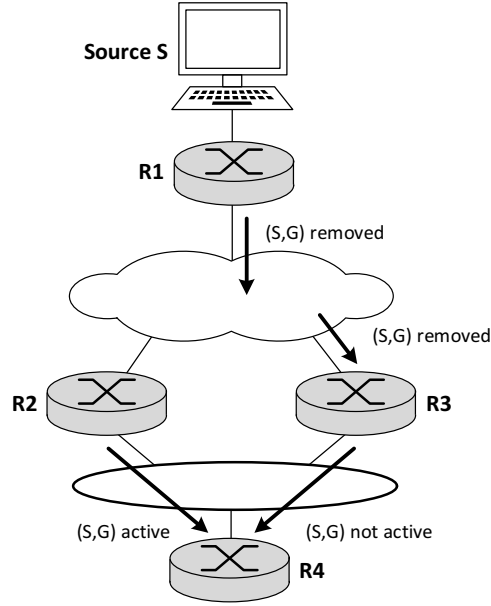 Source S
R1
(S,G) removed
(S,G) removed
R2
R3
(S,G) active
(S,G) not active
R4